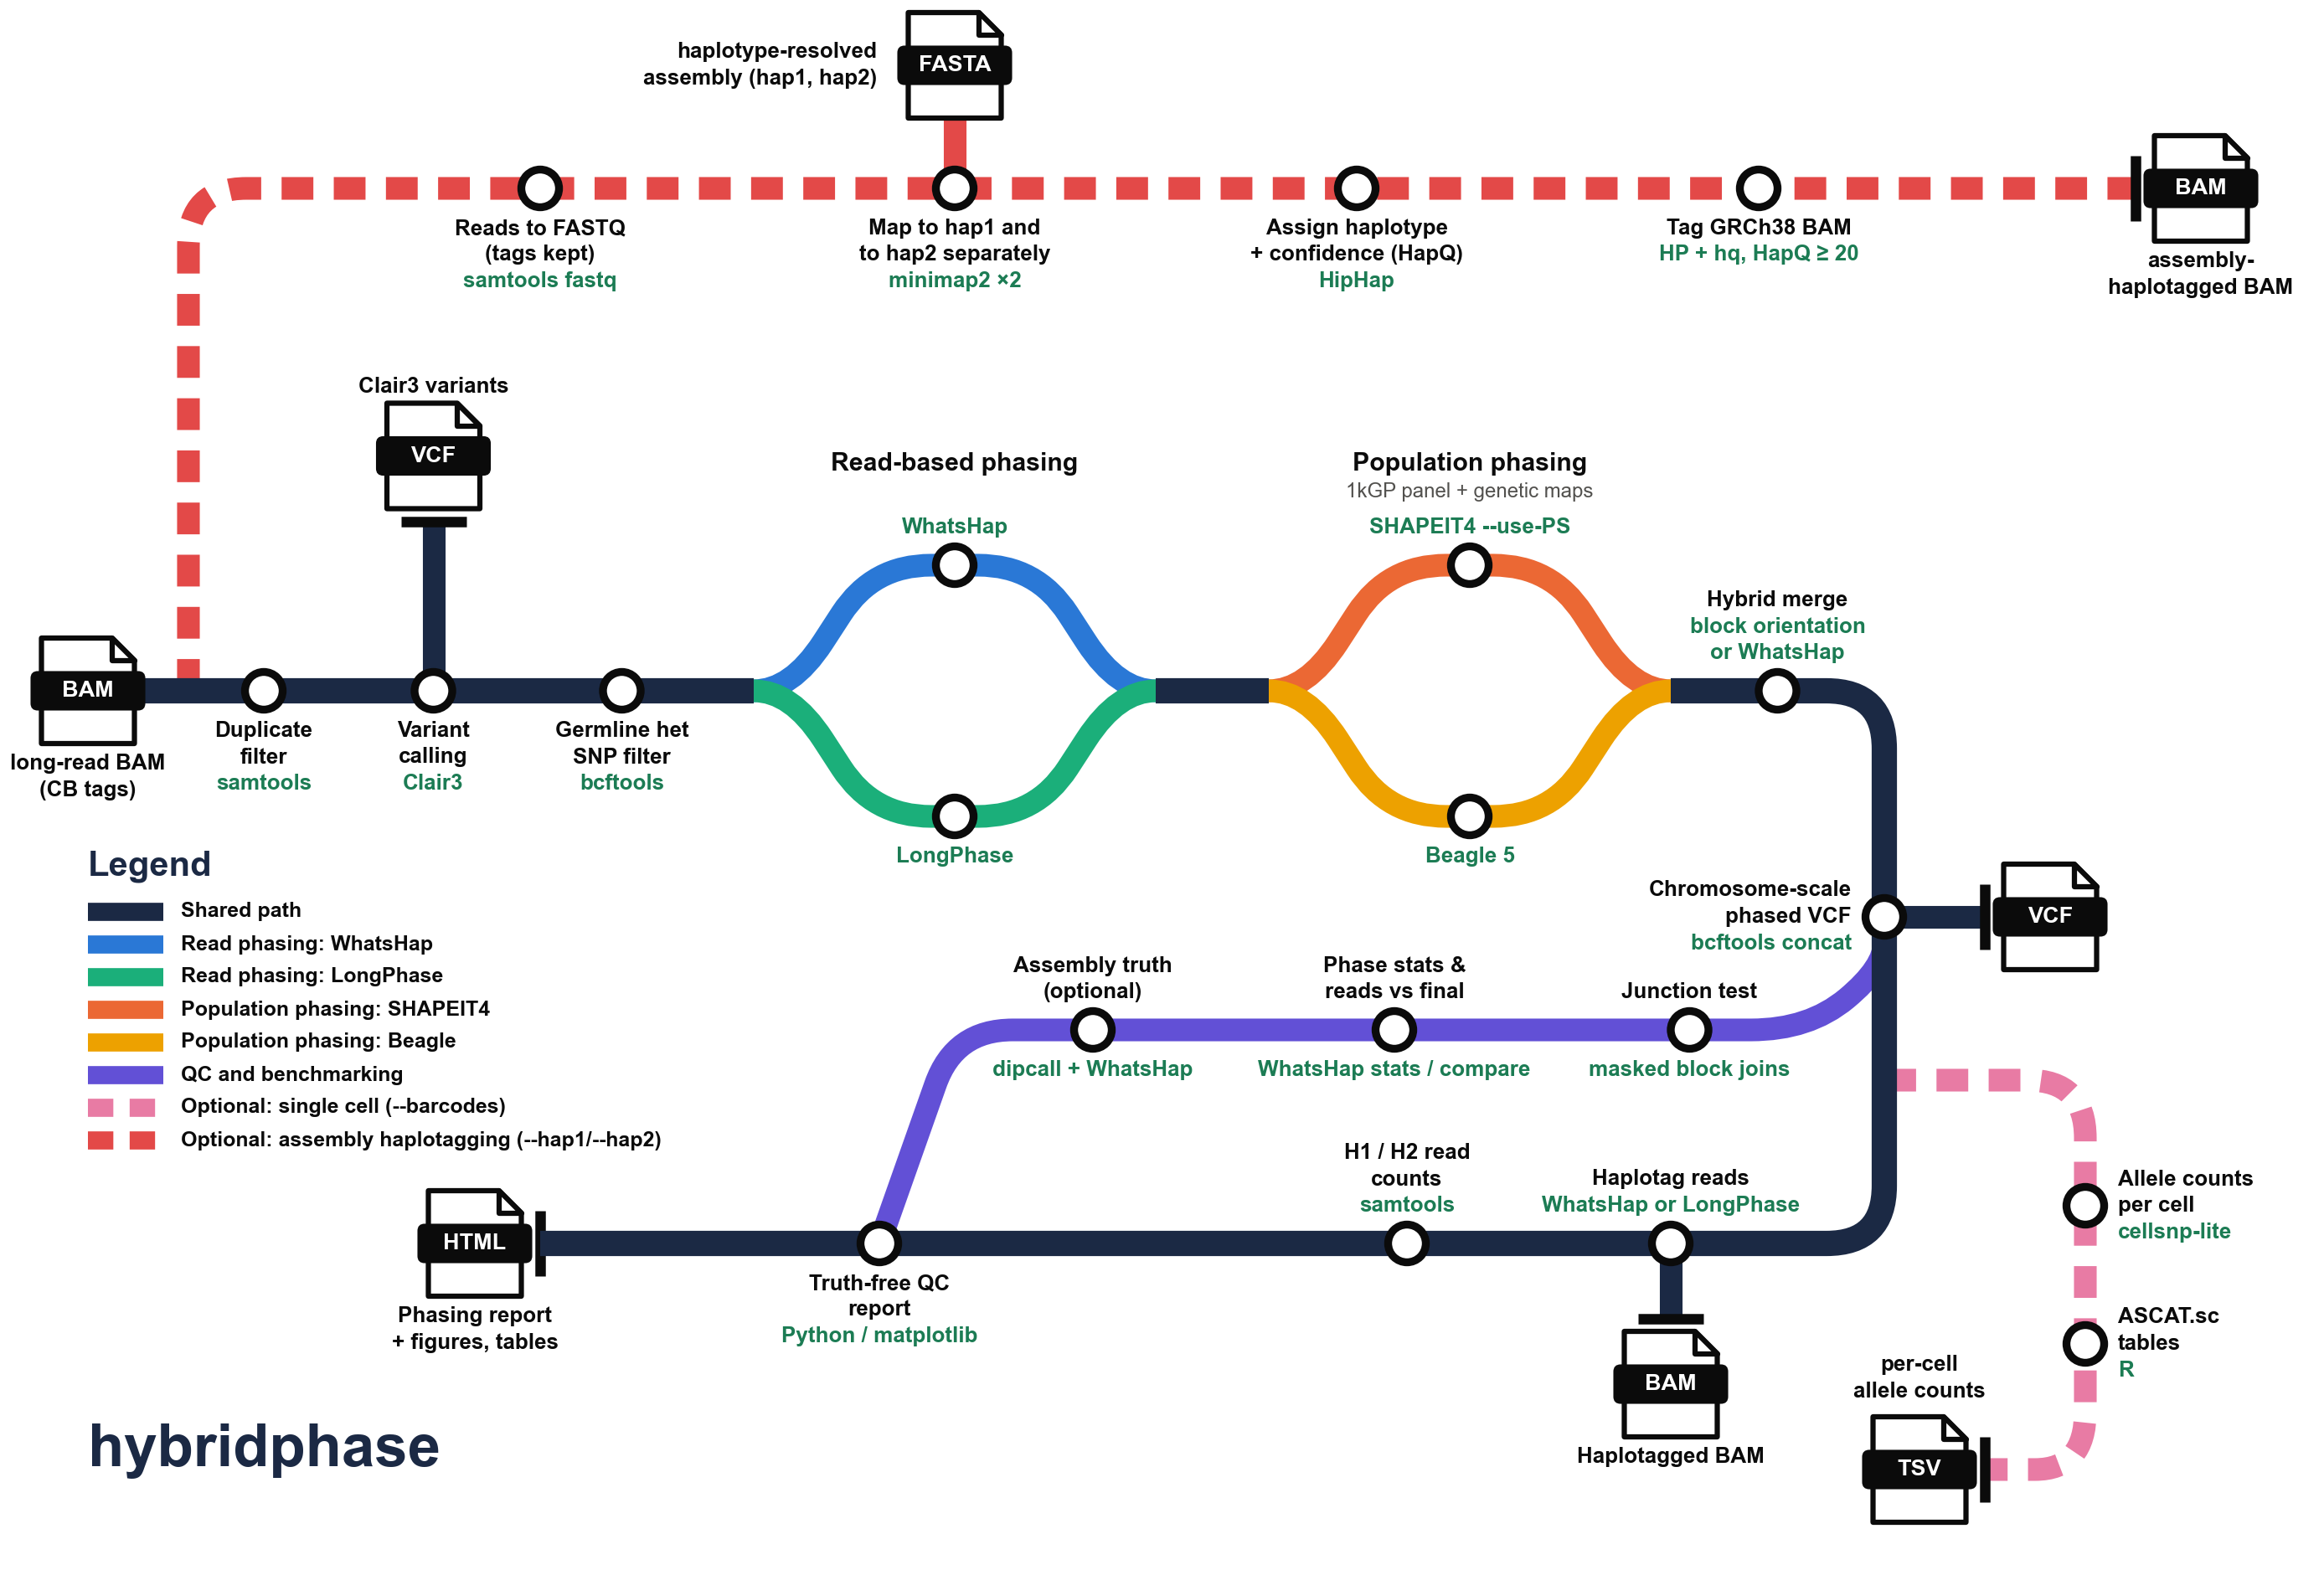 haplotype-resolved
assembly (hap1, hap2)
FASTA
BAM
assembly-
haplotagged BAM
Reads to FASTQ
(tags kept)
samtools fastq
Map to hap1 and
to hap2 separately
minimap2 ×2
Assign haplotype
+ confidence (HapQ)
HipHap
Tag GRCh38 BAM
HP + hq, HapQ ≥ 20
Clair3 variants
VCF
Read-based phasing
WhatsHap
LongPhase
Population phasing
1kGP panel + genetic maps
SHAPEIT4 --use-PS
Beagle 5
Hybrid merge
block orientation
or WhatsHap
BAM
long-read BAM
(CB tags)
Duplicate
filter
samtools
Variant
calling
Clair3
Germline het
SNP filter
bcftools
Chromosome-scale
phased VCF
bcftools concat
VCF
Legend
Shared path
Read phasing: WhatsHap
Read phasing: LongPhase
Population phasing: SHAPEIT4
Population phasing: Beagle
QC and benchmarking
Optional: single cell (--barcodes)
Optional: assembly haplotagging (--hap1/--hap2)
Assembly truth
(optional)
dipcall + WhatsHap
Phase stats &
reads vs final
WhatsHap stats / compare
Junction test
masked block joins
H1 / H2 read
counts
samtools
Haplotag reads
WhatsHap or LongPhase
HTML
Phasing report
+ figures, tables
Truth-free QC
report
Python / matplotlib
BAM
Haplotagged BAM
Allele counts
per cell
cellsnp-lite
ASCAT.sc
tables
R
per-cell
allele counts
TSV
hybridphase